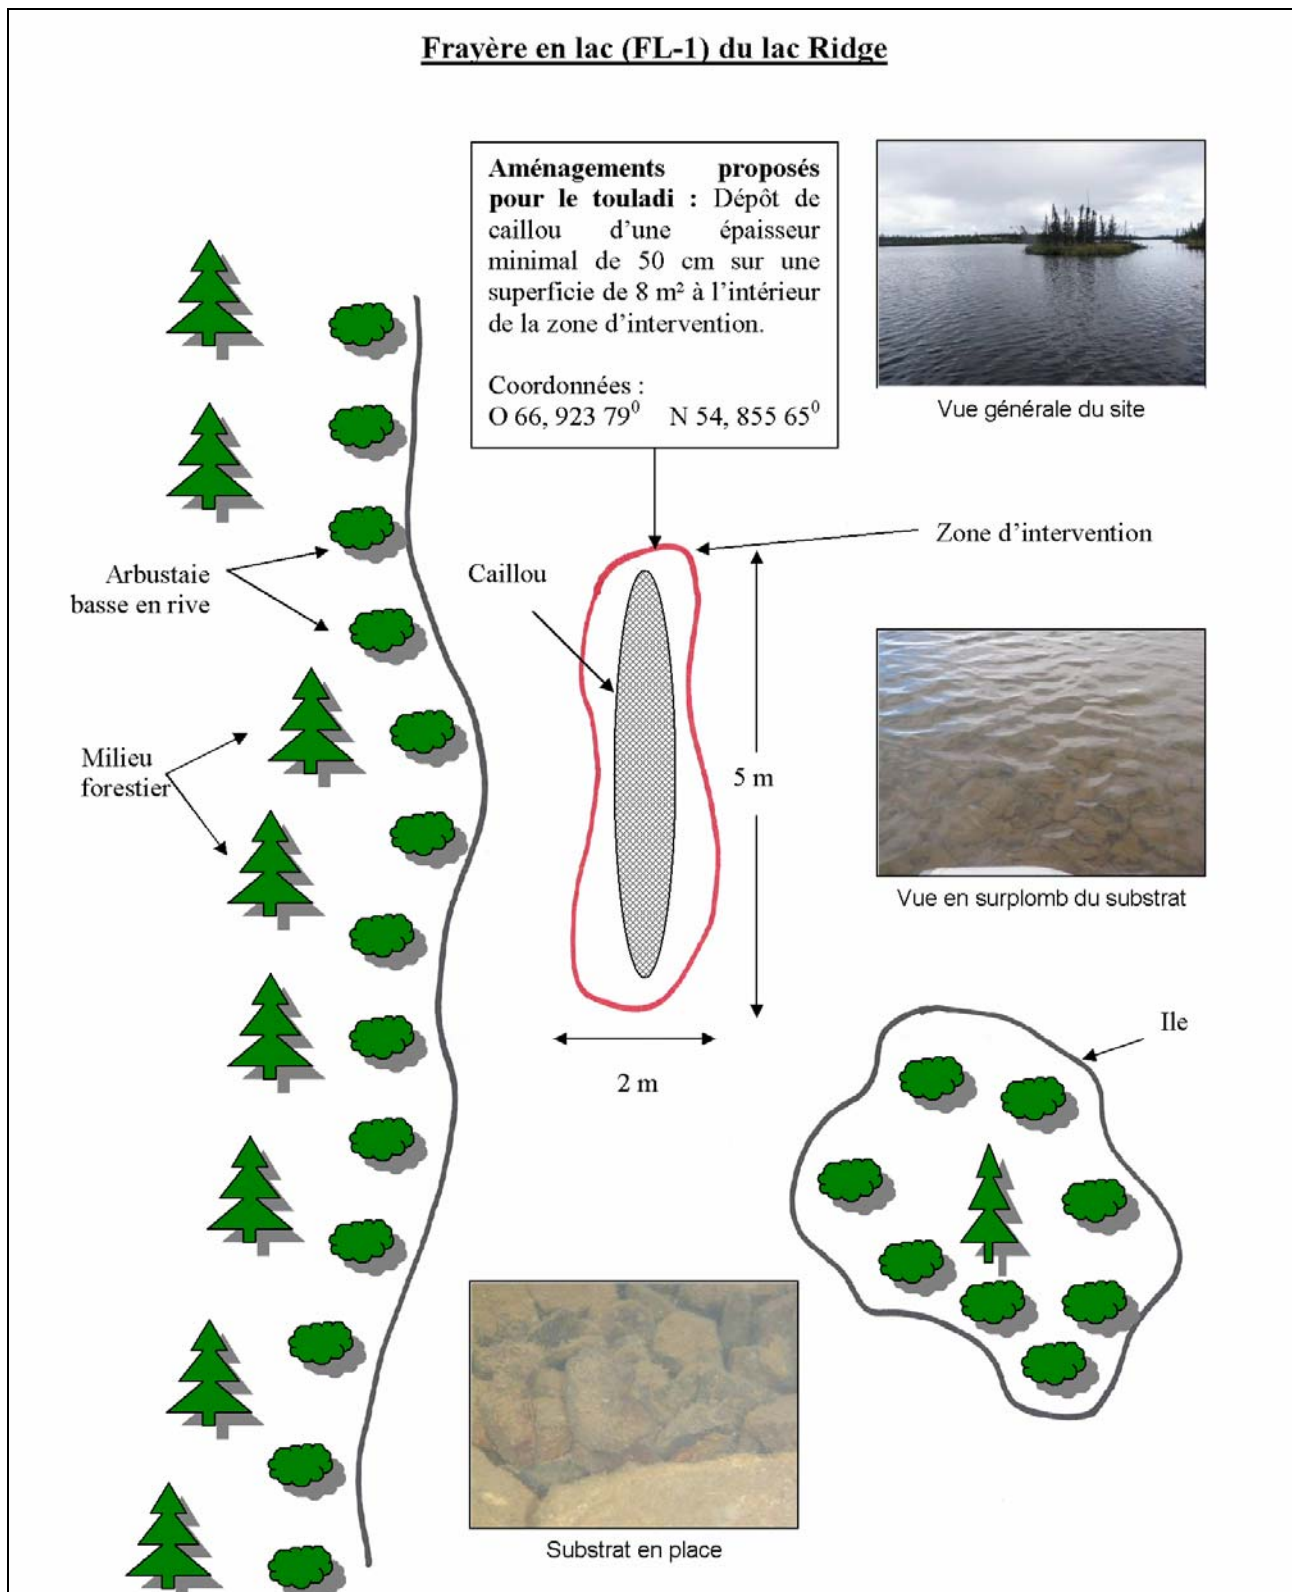 Frayère en lac (FL-1) du lac Ridge
Aménagements proposés
pour le touladi : Dépôt de
caillou d'une épaisseur
minimal de 50 cm sur une
superficie de 8 m² à l'intérieur
de la zone d'intervention.
Coordonnées :
O 66, 923 79⁰ N 54, 855 65⁰
Vue générale du site
Zone d'intervention
Caillou
Arbustaie
basse en rive
Milieu
forestier
5 m
Vue en surplomb du substrat
2 m
Ile
Substrat en place